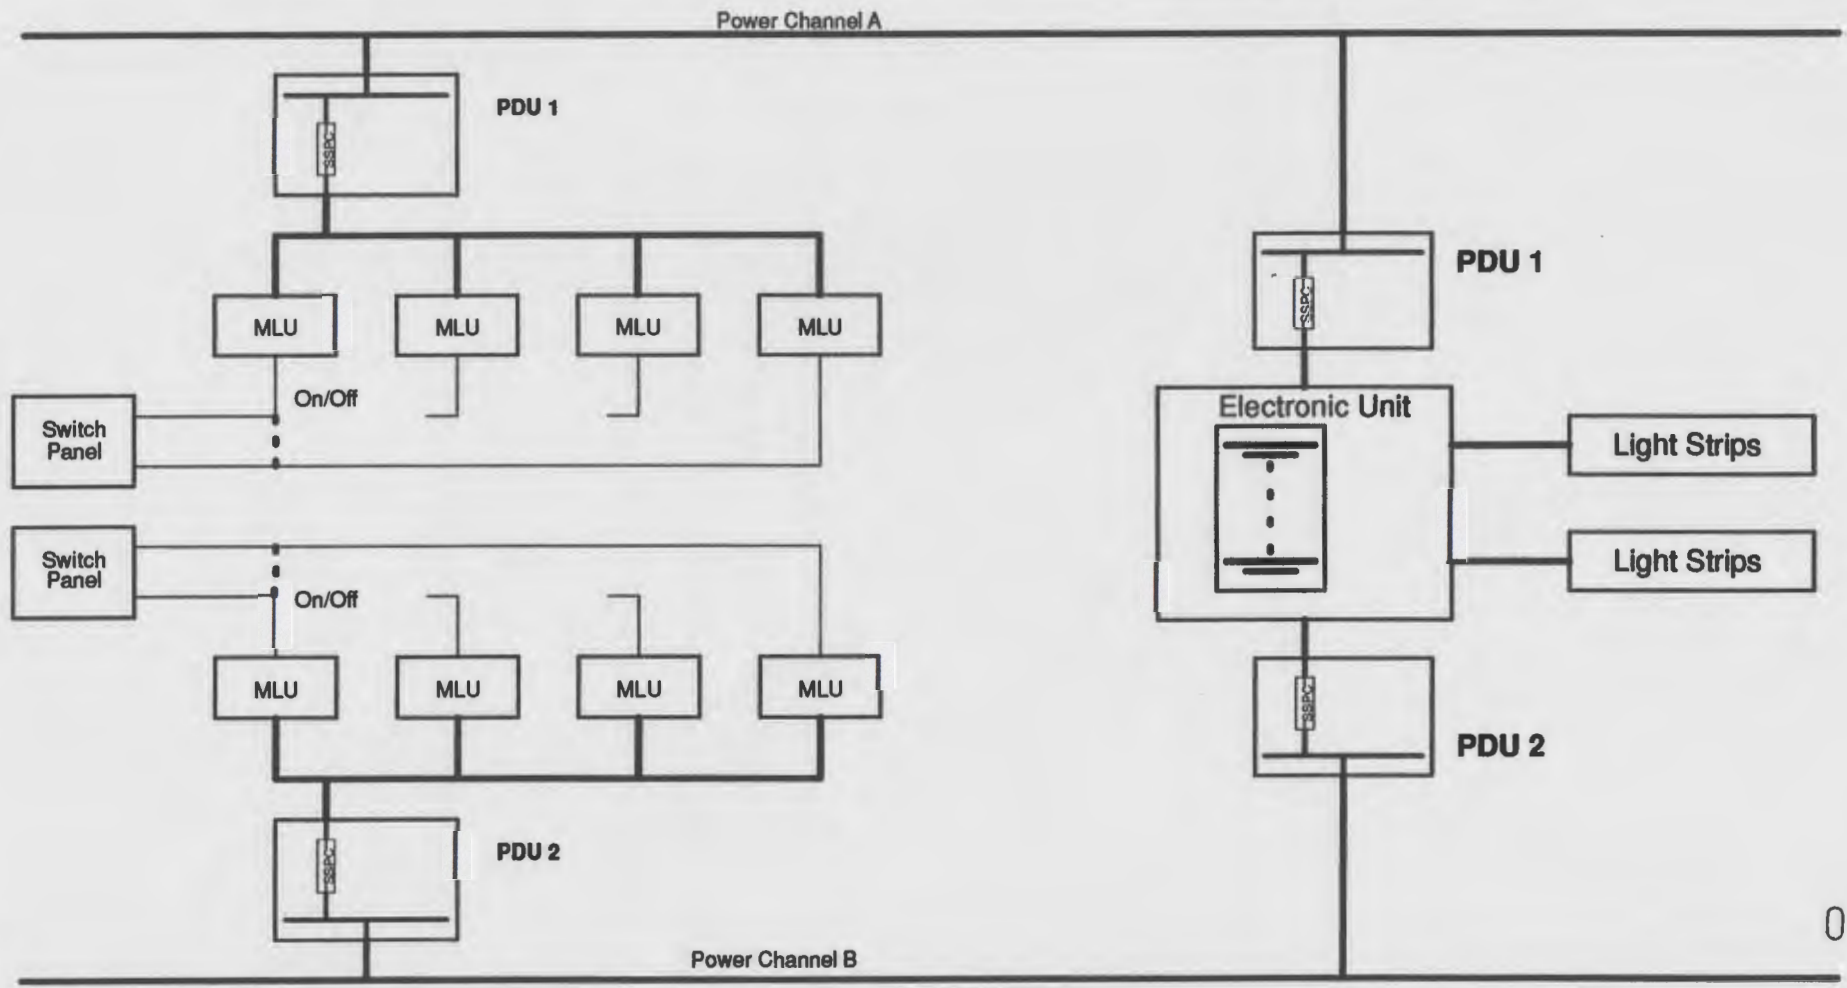 Power Channel A
PDU 1
SSPC
PDU 1
SSPC
MLU
MLU
MLU
MLU
On/Off
Switch
Panel
Electronic Unit
Light Strips
Switch
Panel
On/Off
Light Strips
MLU
MLU
MLU
MLU
SSPC
PDU 2
SSPC
PDU 2
Power Channel B
0